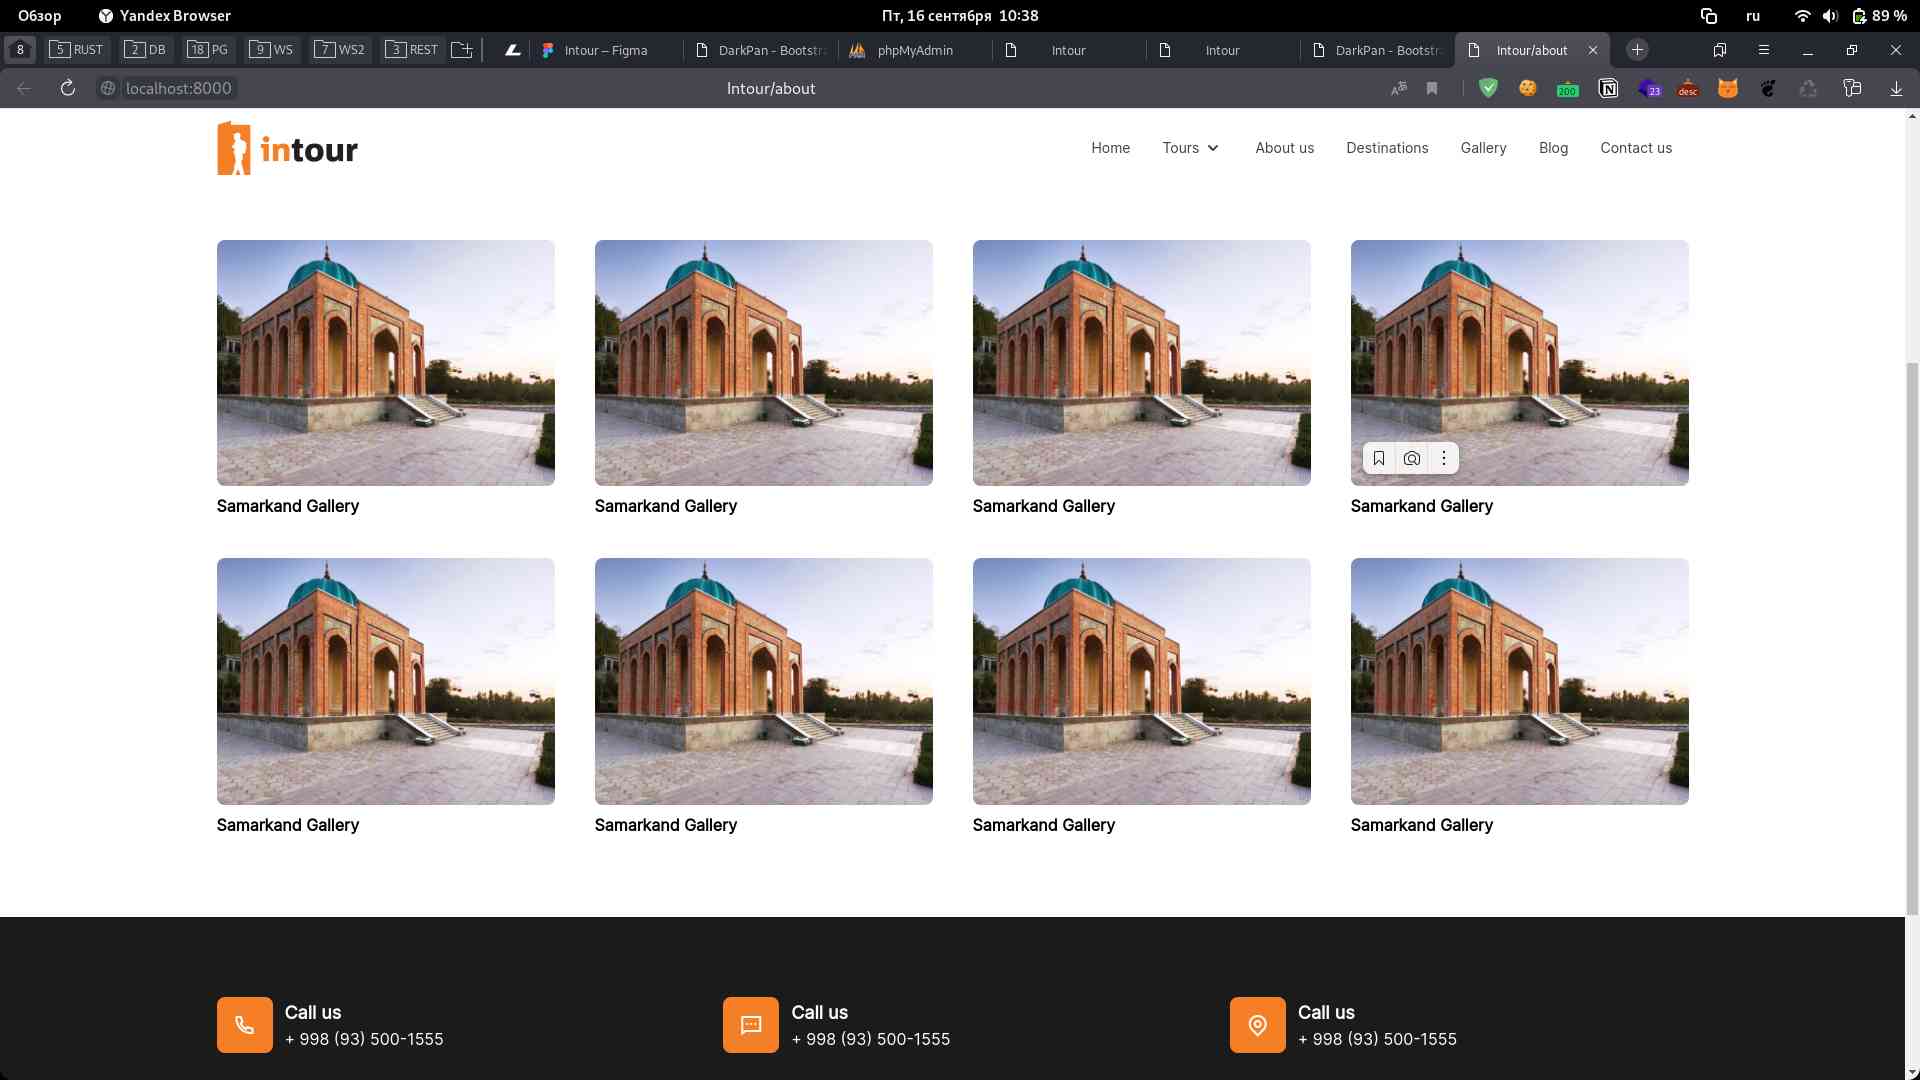 Обзор Yandex Browser Пт, 16 сентября 10:38 ru 89 %
8 5 RUST 2 DB 18 PG 9 WS 7 WS2 3 REST Intour – Figma DarkPan - Bootstra phpMyAdmin Intour Intour DarkPan - Bootstra Intour/about
localhost:8000 Intour/about 200 23 desc
intour Home Tours About us Destinations Gallery Blog Contact us
Samarkand Gallery Samarkand Gallery Samarkand Gallery Samarkand Gallery
Samarkand Gallery Samarkand Gallery Samarkand Gallery Samarkand Gallery
Call us Call us Call us
+ 998 (93) 500-1555 + 998 (93) 500-1555 + 998 (93) 500-1555